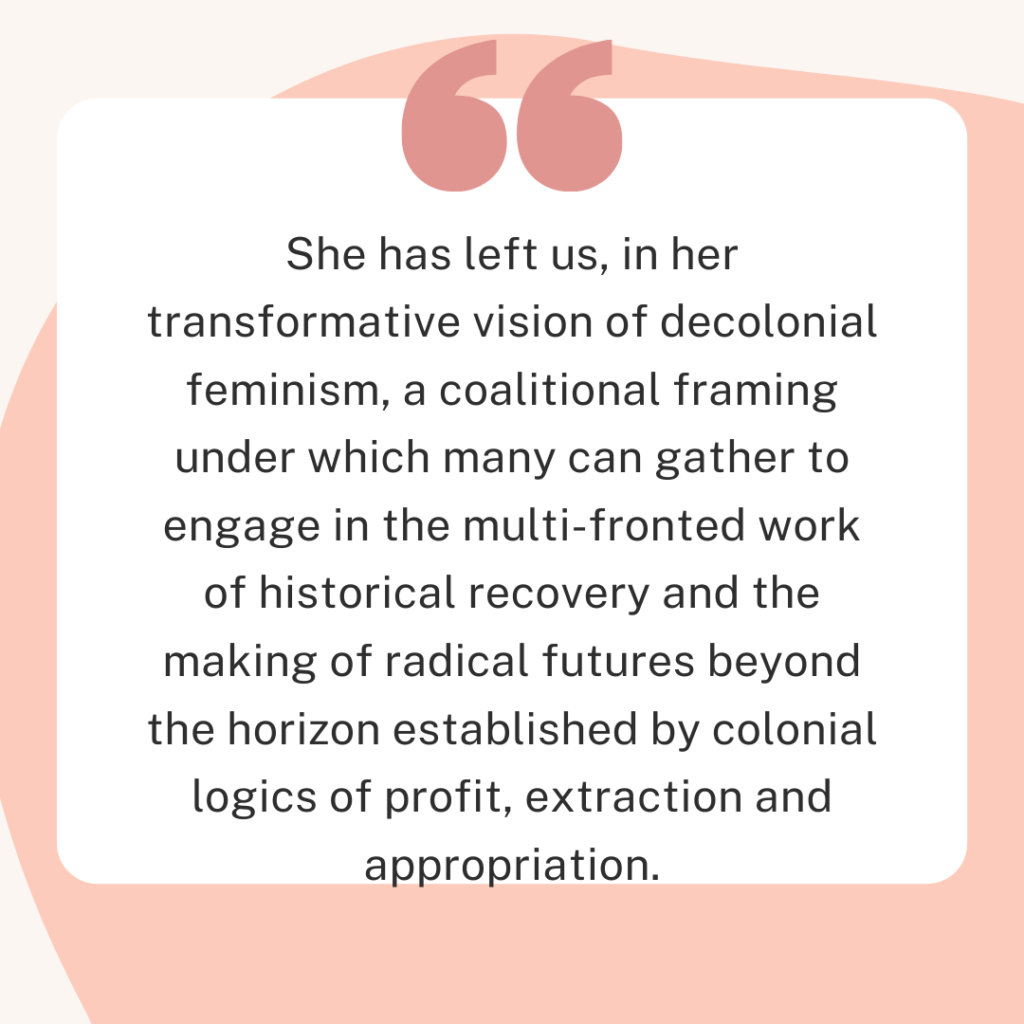 She has left us, in her
transformative vision of decolonial
feminism, a coalitional framing
under which many can gather to
engage in the multi-fronted work
of historical recovery and the
making of radical futures beyond
the horizon established by colonial
logics of profit, extraction and
appropriation.